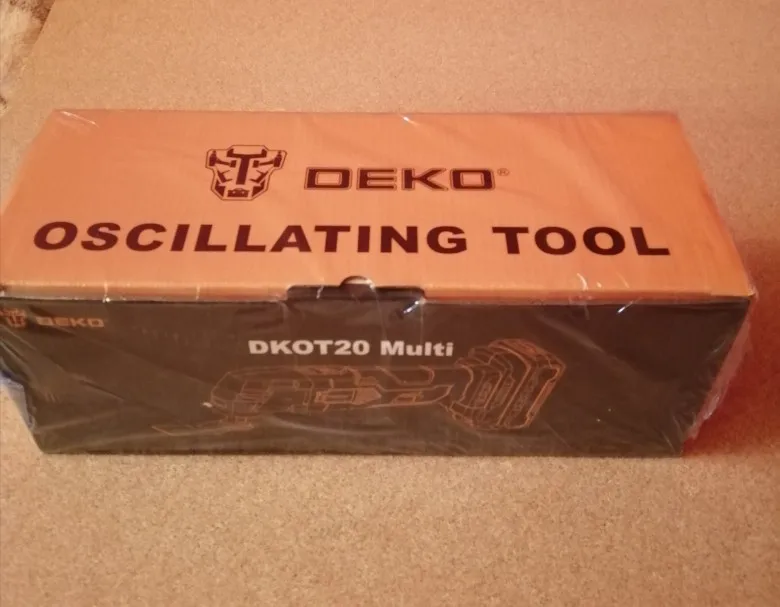 DEKO®
OSCILLATING TOOL
DEKO
DKOT20 Multi